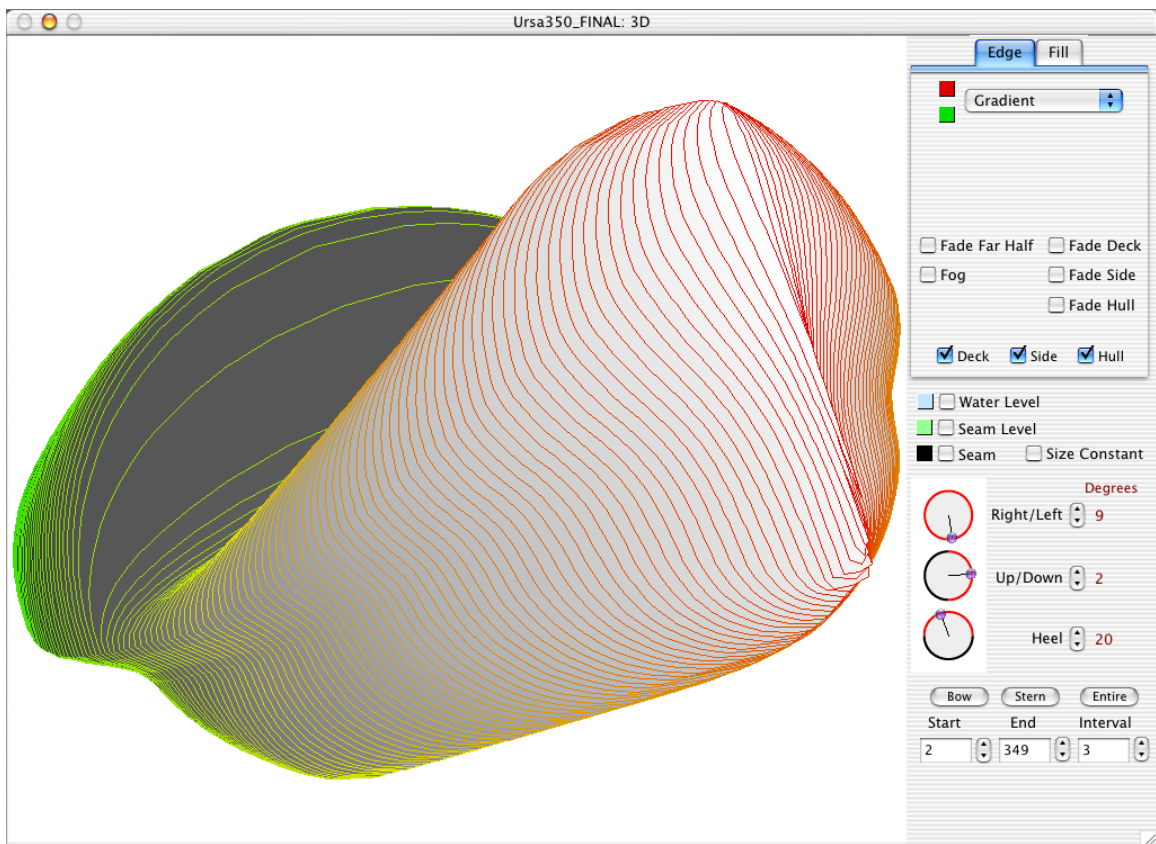 Ursa350_FINAL: 3D
Edge Fill
Gradient
Fade Far Half Fade Deck
Fog Fade Side
Fade Hull
Deck Side Hull
Water Level
Seam Level
Seam Size Constant
Degrees
Right/Left 9
Up/Down 2
Heel 20
Bow Stern Entire
Start End Interval
2 349 3